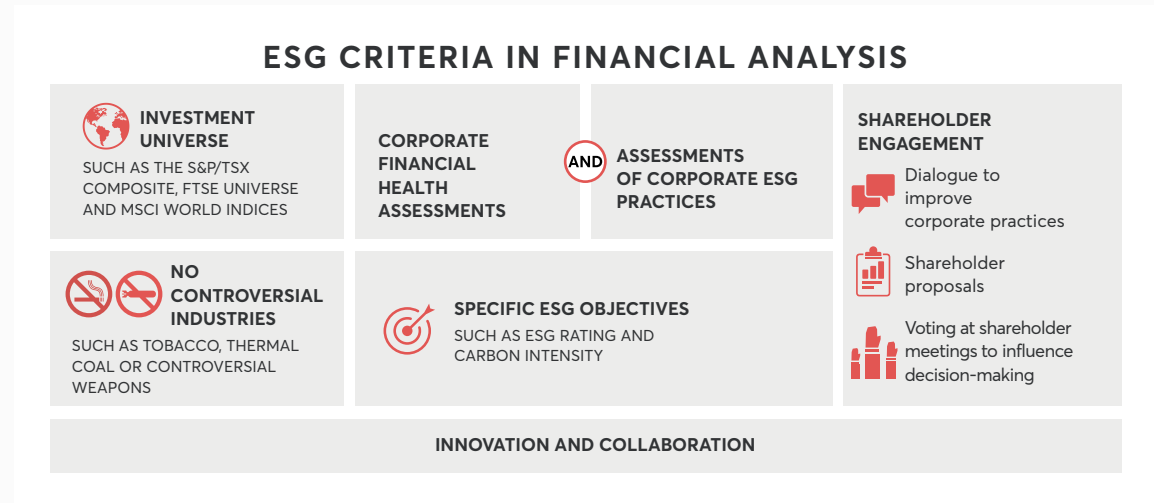 ESG CRITERIA IN FINANCIAL ANALYSIS
INVESTMENT
UNIVERSE
SUCH AS THE S&P/TSX
COMPOSITE, FTSE UNIVERSE
AND MSCI WORLD INDICES
CORPORATE
FINANCIAL
HEALTH
ASSESSMENTS
AND
ASSESSMENTS
OF CORPORATE ESG
PRACTICES
SHAREHOLDER
ENGAGEMENT
Dialogue to
improve
corporate practices
Shareholder
proposals
Voting at shareholder
meetings to influence
decision-making
NO
CONTROVERSIAL
INDUSTRIES
SUCH AS TOBACCO, THERMAL
COAL OR CONTROVERSIAL
WEAPONS
SPECIFIC ESG OBJECTIVES
SUCH AS ESG RATING AND
CARBON INTENSITY
INNOVATION AND COLLABORATION